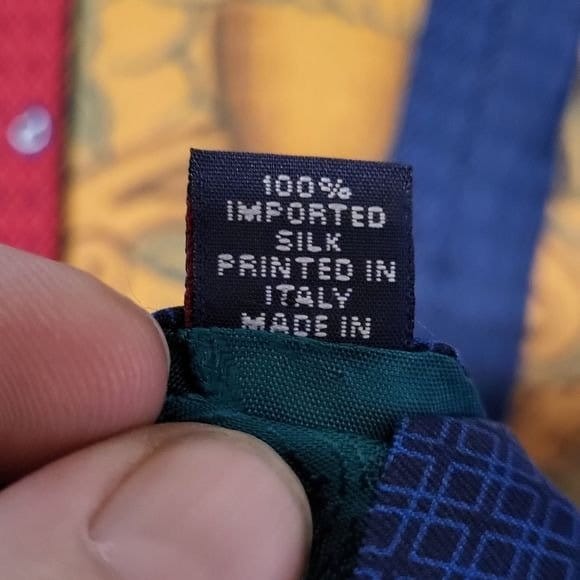 100%
IMPORTED
SILK
PRINTED IN
ITALY
MADE IN